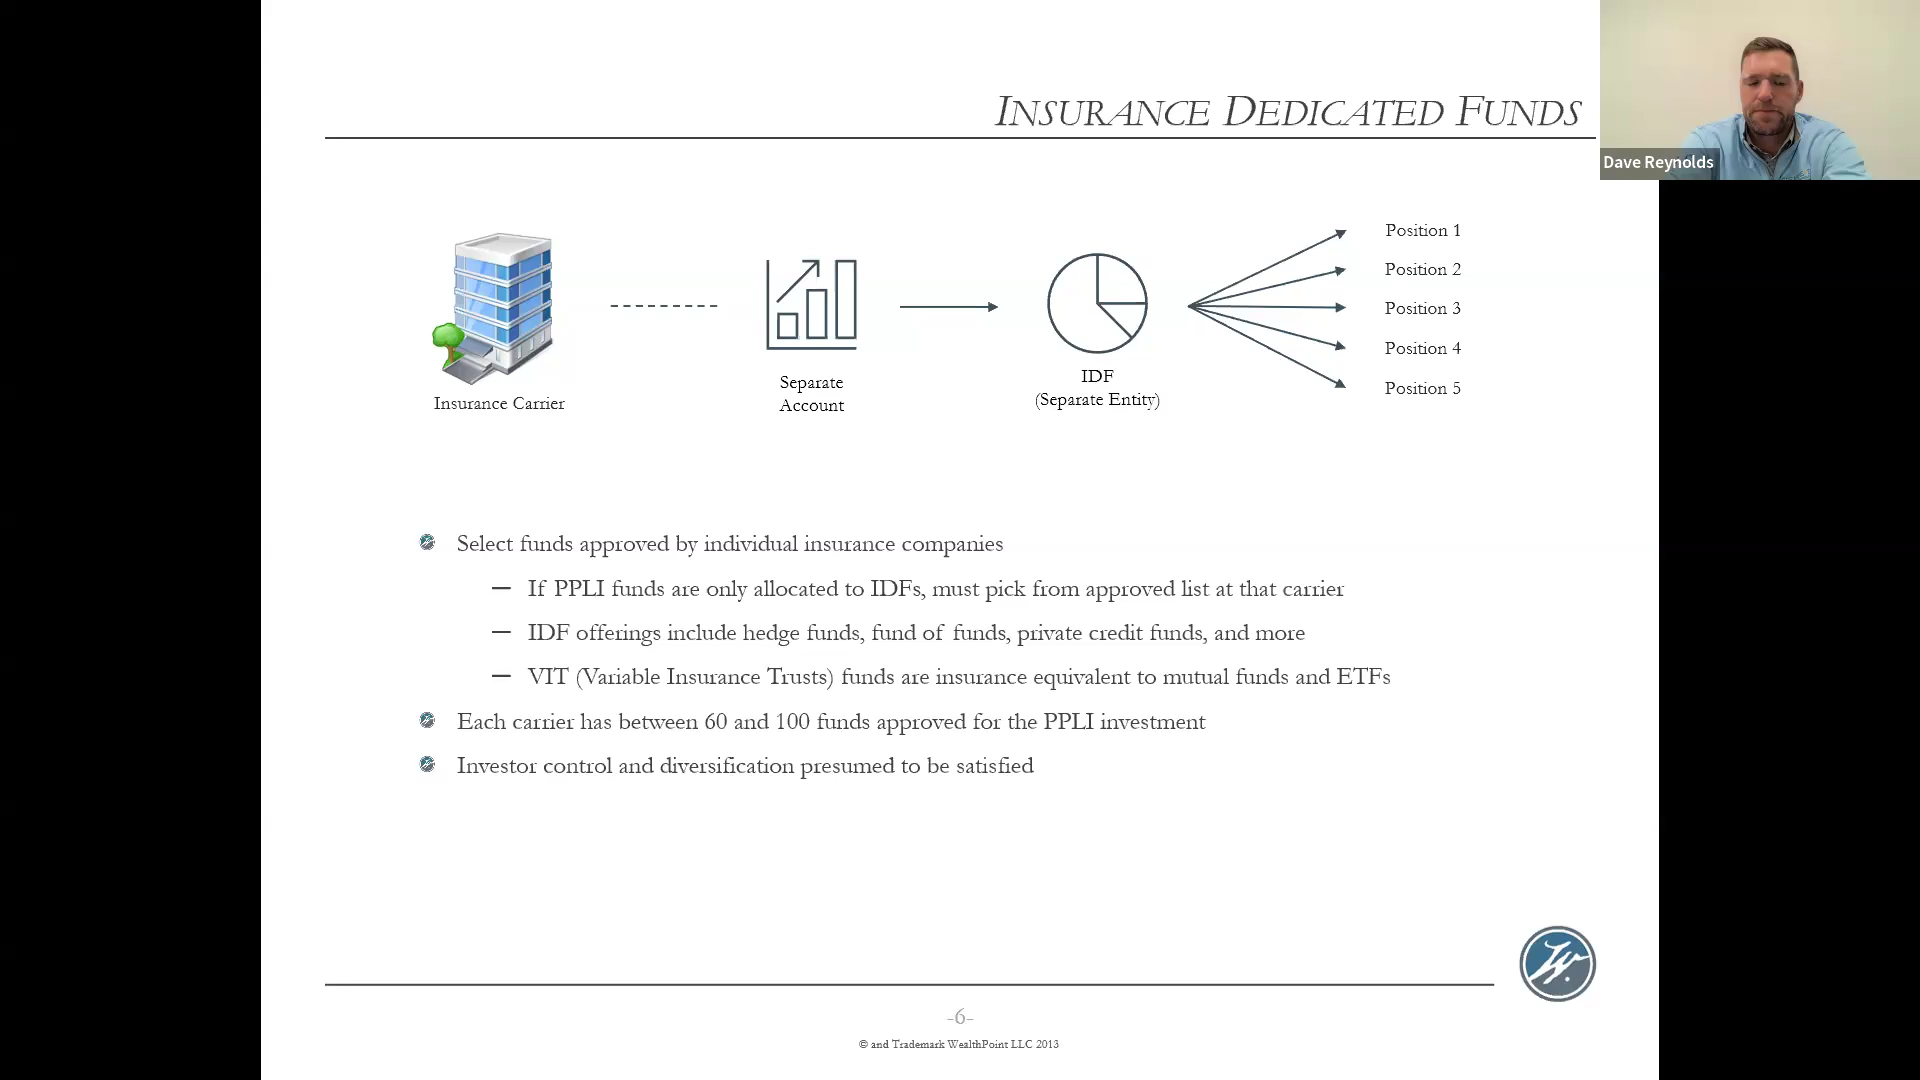 INSURANCE DEDICATED FUNDS
Dave Reynolds
Position 1
Position 2
Position 3
Position 4
Position 5
Insurance Carrier
Separate
Account
IDF
(Separate Entity)
Select funds approved by individual insurance companies
— If PPLI funds are only allocated to IDFs, must pick from approved list at that carrier
— IDF offerings include hedge funds, fund of funds, private credit funds, and more
— VIT (Variable Insurance Trusts) funds are insurance equivalent to mutual funds and ETFs
Each carrier has between 60 and 100 funds approved for the PPLI investment
Investor control and diversification presumed to be satisfied
-6-
© and Trademark WealthPoint LLC 2013